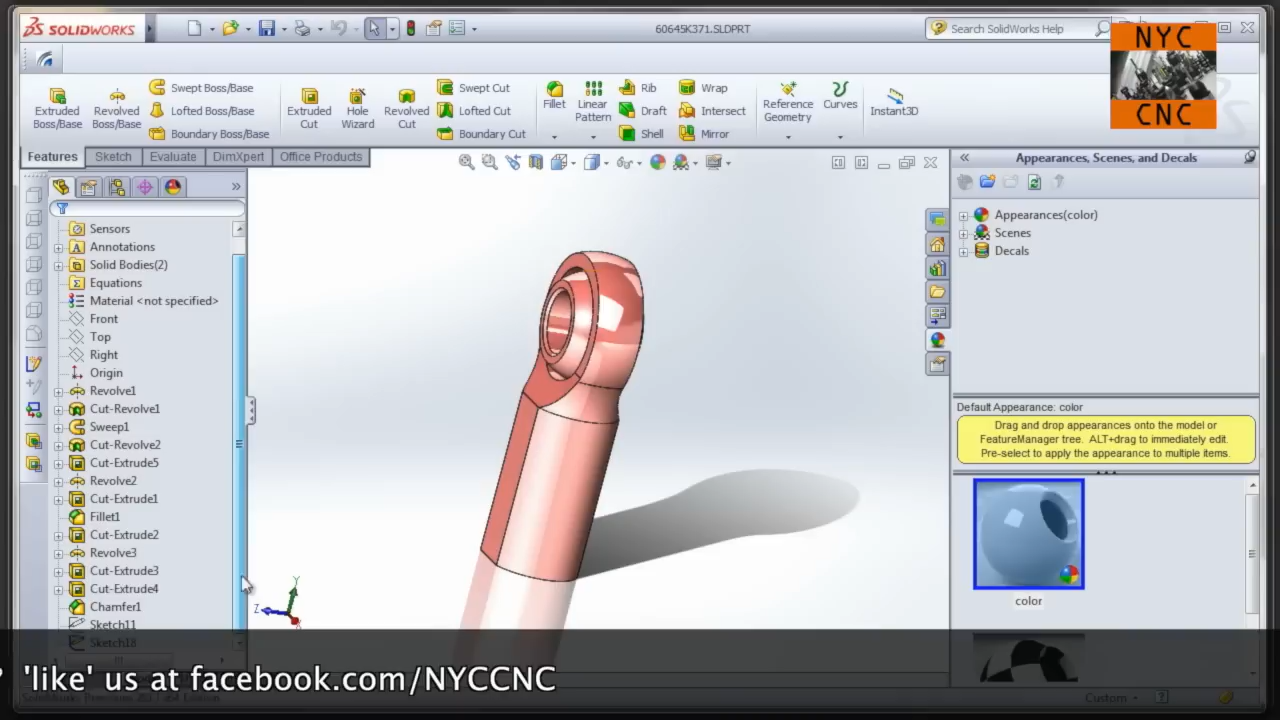 SOLIDWORKS
60645K371.SLDPRT
Search SolidWorks Help
NYC
CNC
Extruded Boss/Base
Revolved Boss/Base
Swept Boss/Base
Lofted Boss/Base
Boundary Boss/Base
Extruded Cut
Hole Wizard
Revolved Cut
Swept Cut
Lofted Cut
Boundary Cut
Fillet
Linear Pattern
Rib
Draft
Shell
Wrap
Intersect
Mirror
Reference Geometry
Curves
Instant3D
Features
Sketch
Evaluate
DimXpert
Office Products
Sensors
Annotations
Solid Bodies(2)
Equations
Material <not specified>
Front
Top
Right
Origin
Revolve1
Cut-Revolve1
Sweep1
Cut-Revolve2
Cut-Extrude5
Revolve2
Cut-Extrude1
Fillet1
Cut-Extrude2
Revolve3
Cut-Extrude3
Cut-Extrude4
Chamfer1
Sketch11
Sketch18
Y
Z
Appearances, Scenes, and Decals
Appearances(color)
Scenes
Decals
Default Appearance: color
Drag and drop appearances onto the model or
FeatureManager tree. ALT+drag to immediately edit.
Pre-select to apply the appearance to multiple items.
color
'like' us at facebook.com/NYCCNC
Custom